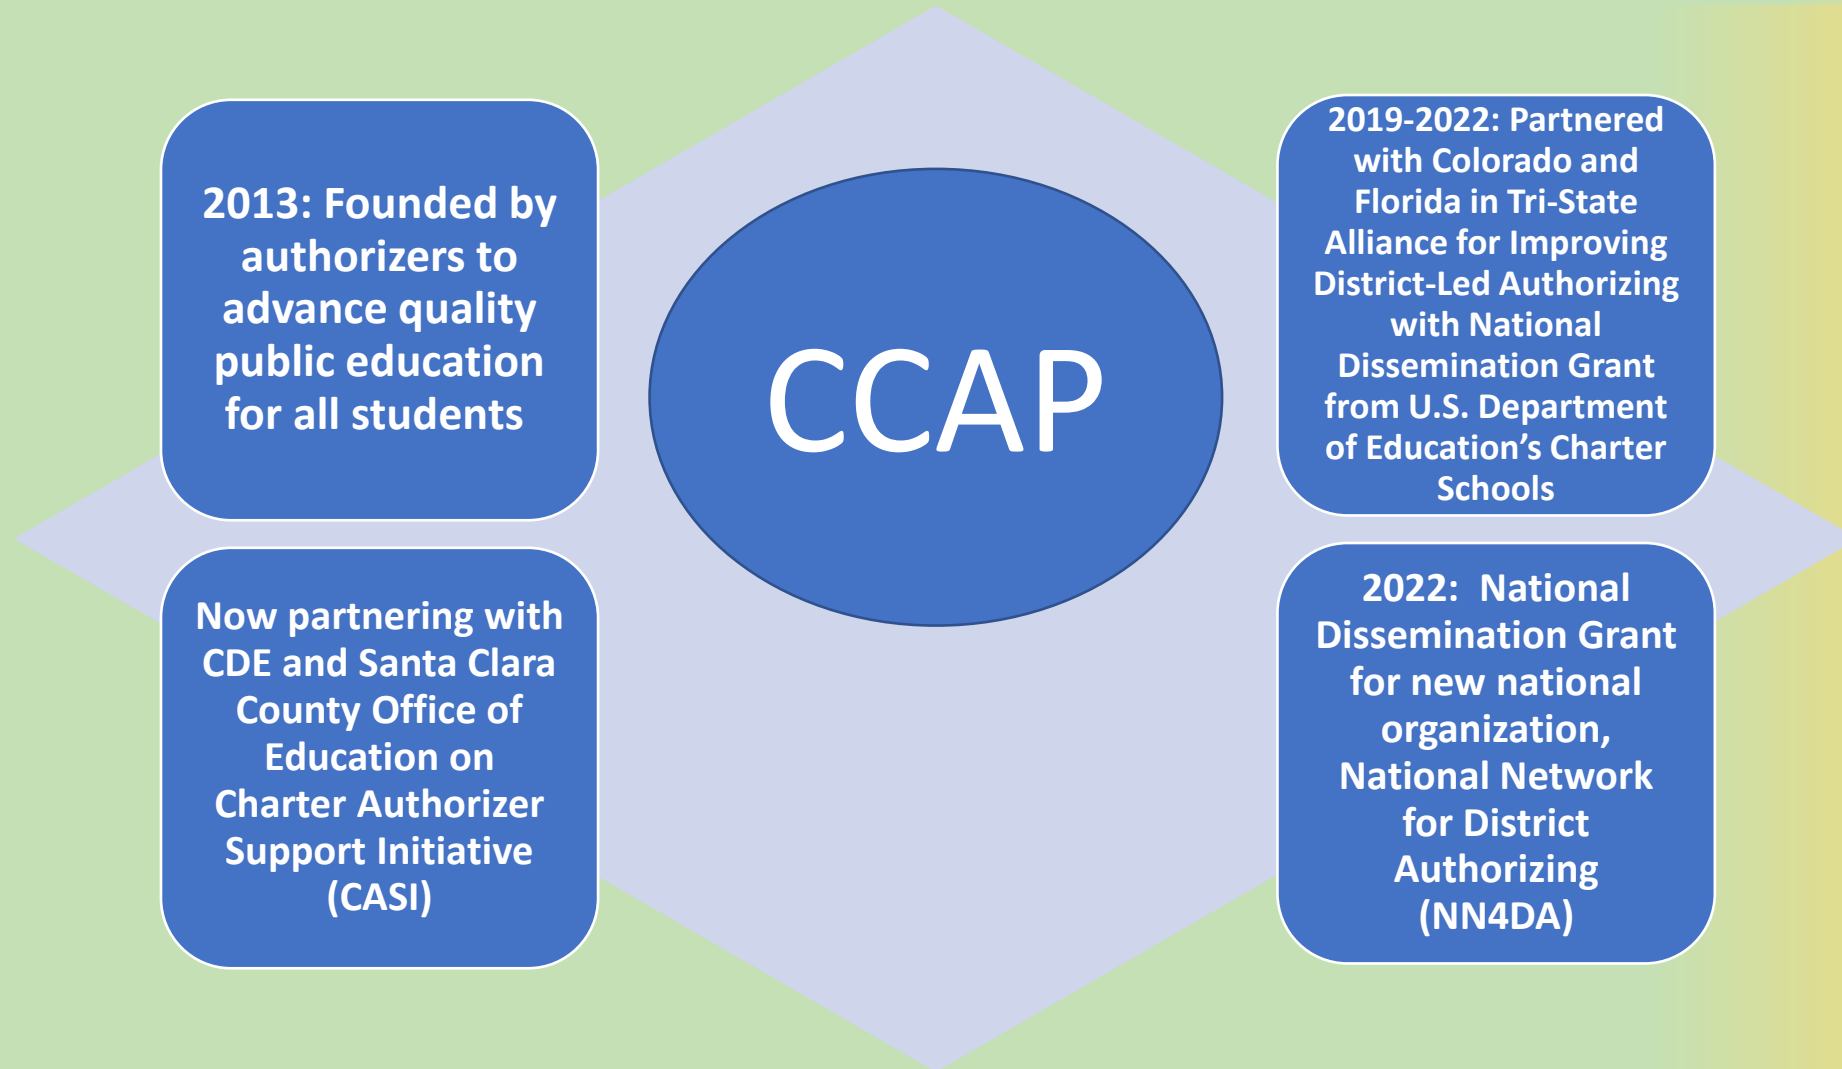 2013: Founded by
authorizers to
advance quality
public education
for all students
CCAP
2019-2022: Partnered
with Colorado and
Florida in Tri-State
Alliance for Improving
District-Led Authorizing
with National
Dissemination Grant
from U.S. Department
of Education’s Charter
Schools
Now partnering with
CDE and Santa Clara
County Office of
Education on
Charter Authorizer
Support Initiative
(CASI)
2022:  National
Dissemination Grant
for new national
organization,
National Network
for District
Authorizing
(NN4DA)